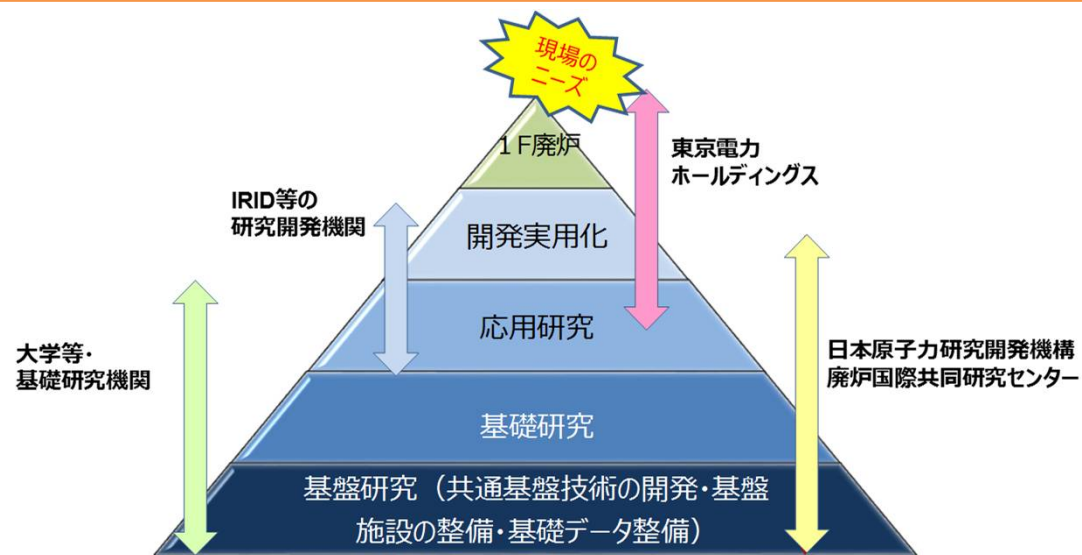 現場の
ニーズ
1F廃炉
東京電力
ホールディングス
IRID等の
研究開発機関
開発実用化
応用研究
大学等・
基礎研究機関
日本原子力研究開発機構
廃炉国際共同研究センター
基礎研究
基盤研究（共通基盤技術の開発・基盤
施設の整備・基礎データ整備）